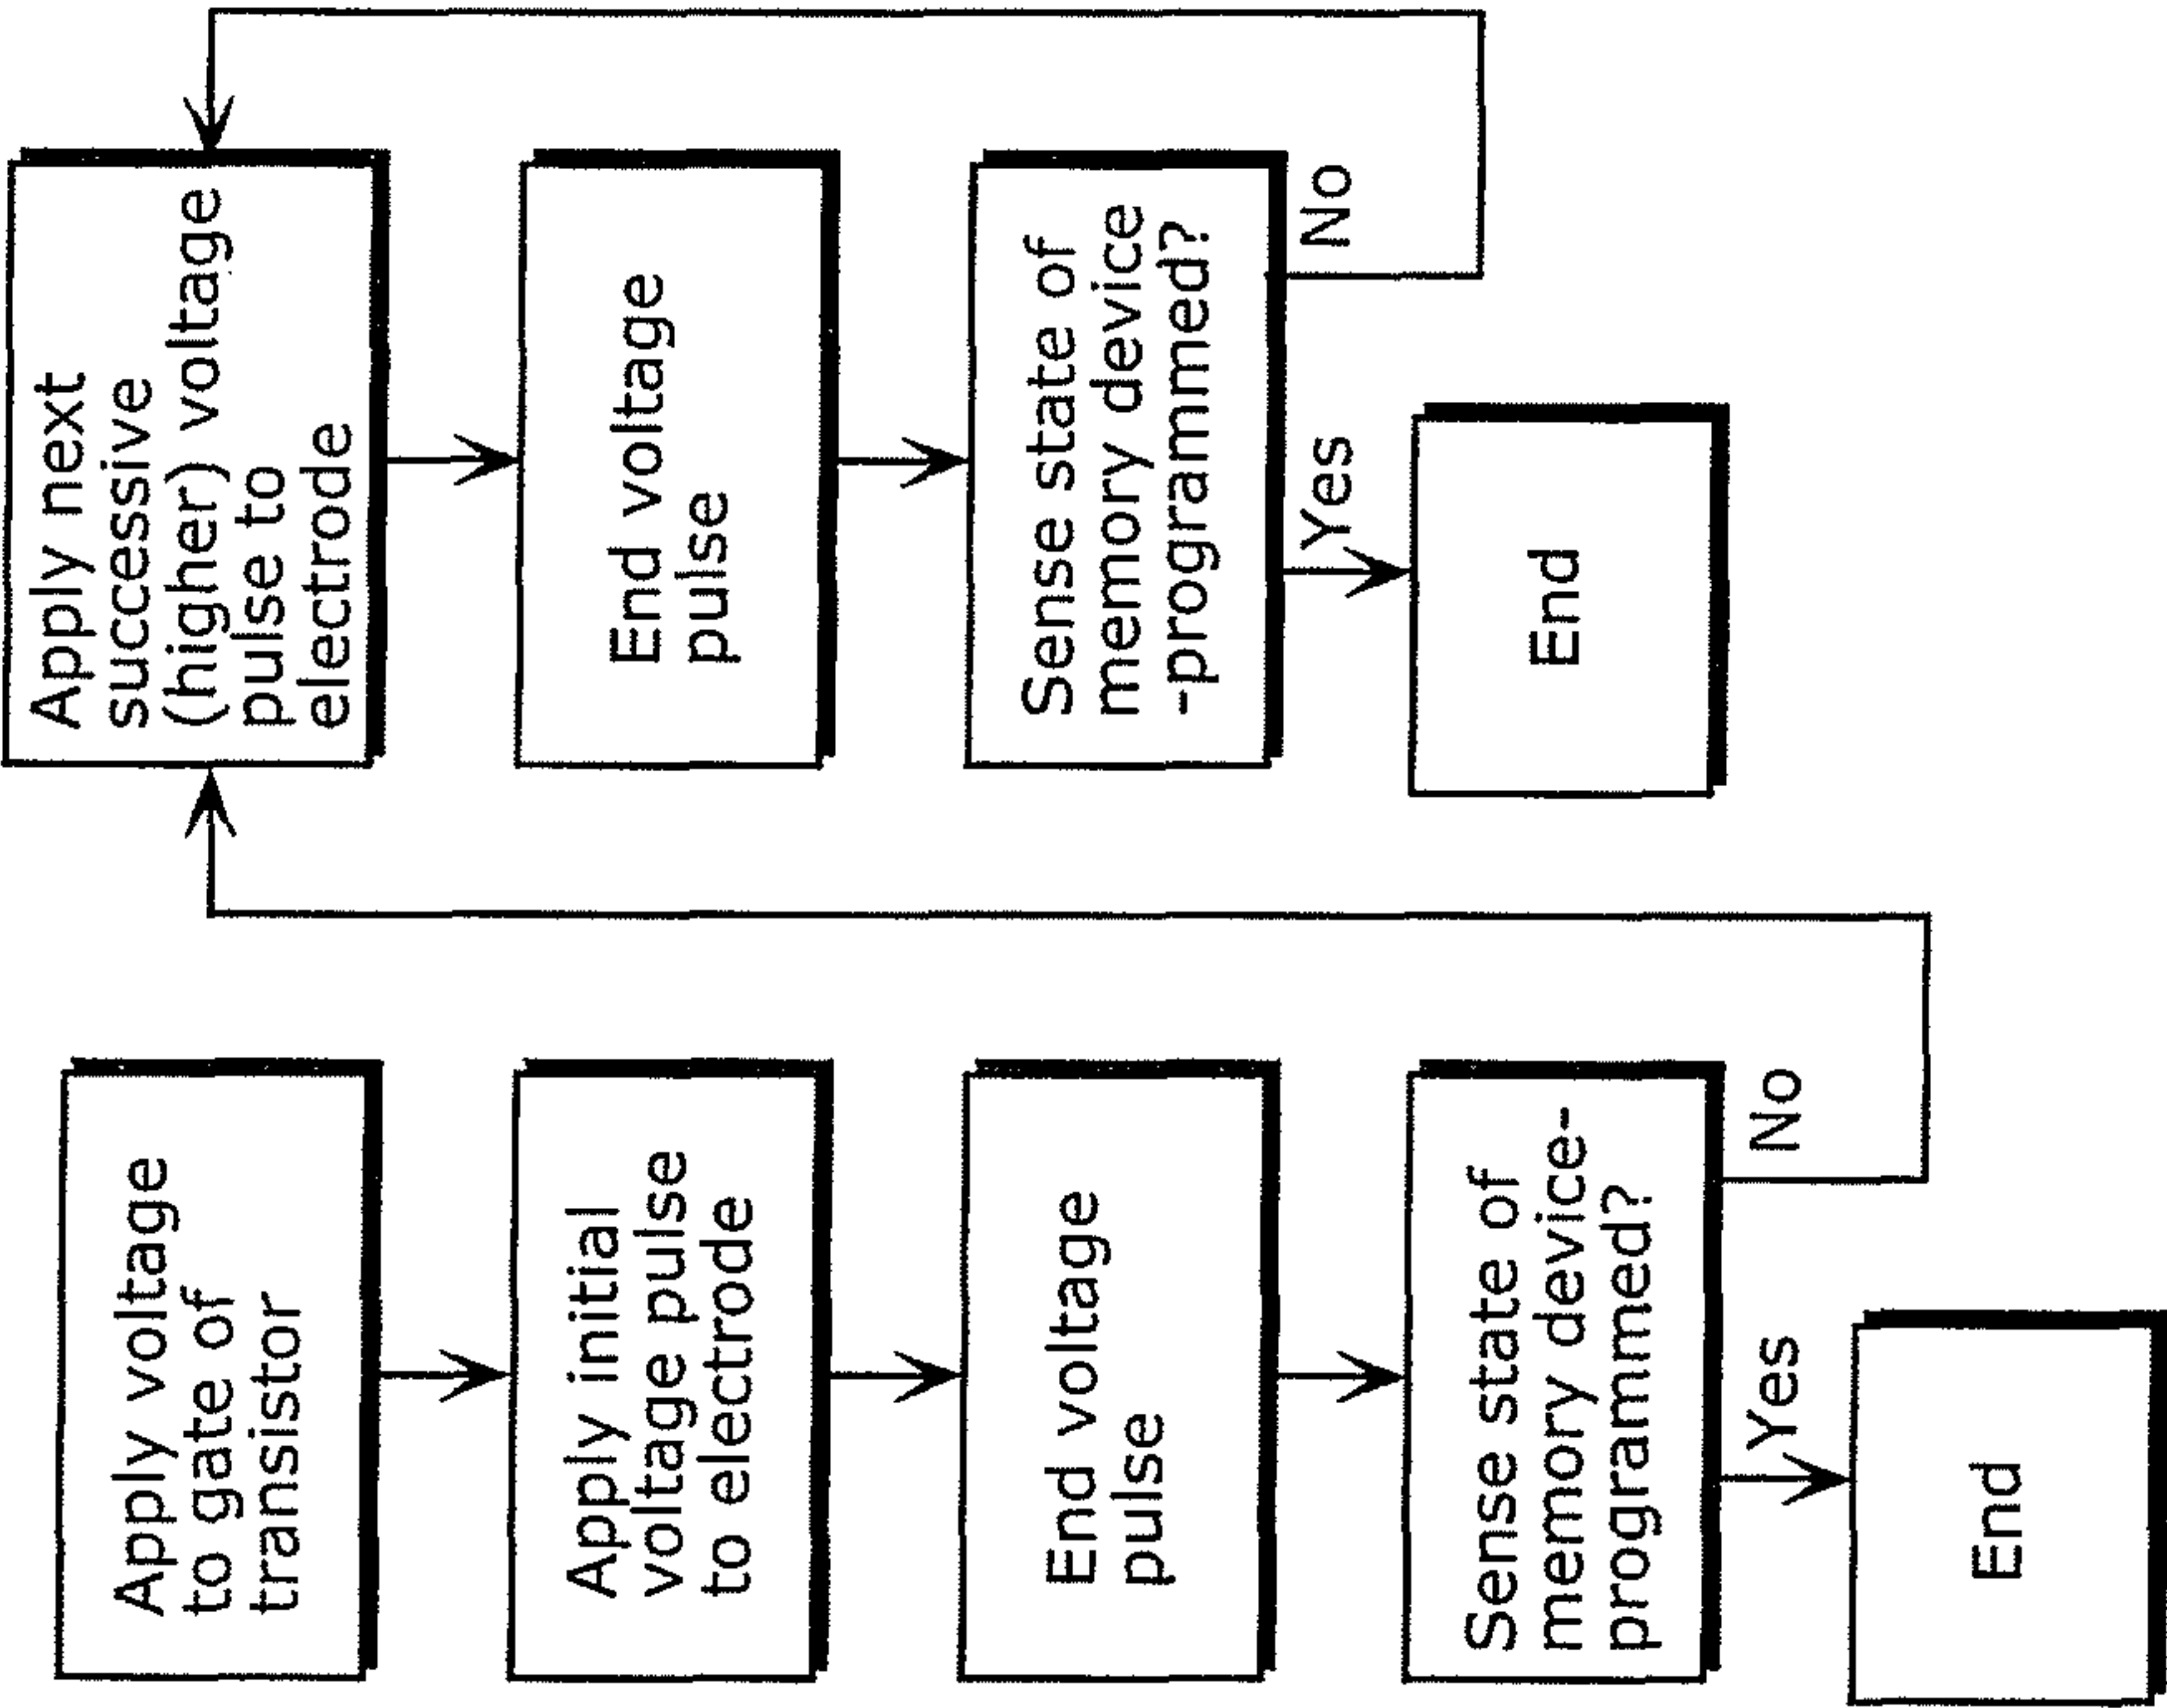 Apply voltage
to gate of
transistor
Apply initial
voltage pulse
to electrode
End voltage
pulse
Sense state of
memory device-
programmed?
No
Yes
End
Apply next
successive
(higher) voltage
pulse to
electrode
End voltage
pulse
Sense state of
memory device
-programmed?
No
Yes
End